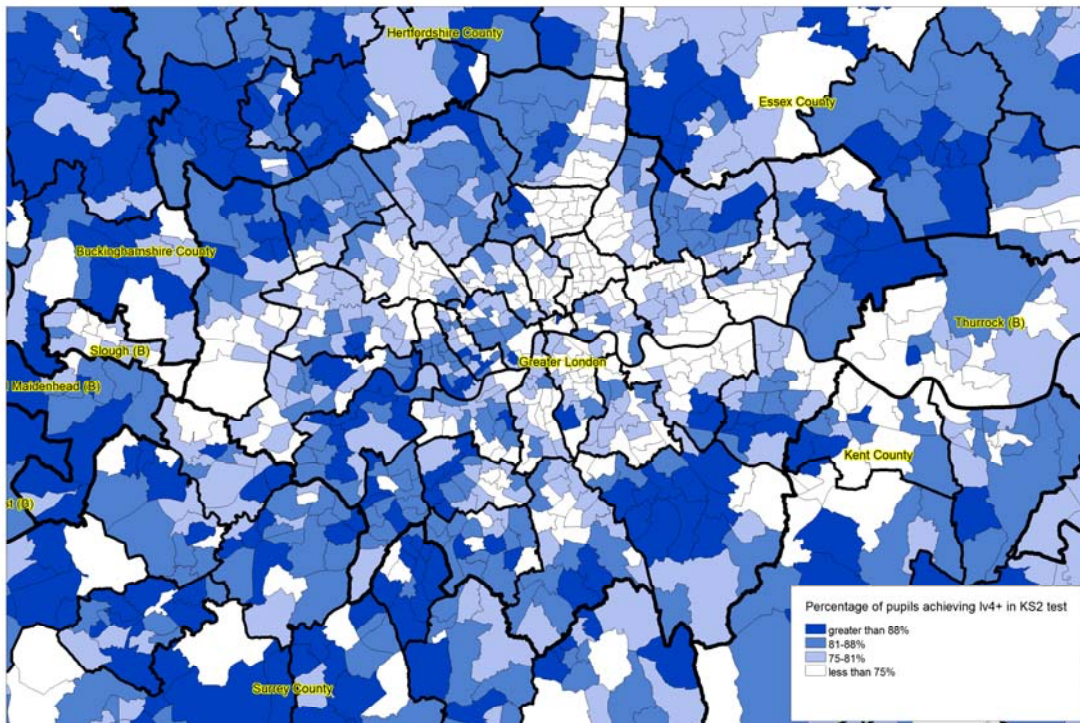 Hertfordshire County
Essex County
Buckinghamshire County
Thurrock (B)
Slough (B)
Greater London
Maidenhead (B)
Kent County
(B)
Percentage of pupils achieving lv4+ in KS2 test
greater than 88%
81-88%
75-81%
less than 75%
Surrey County